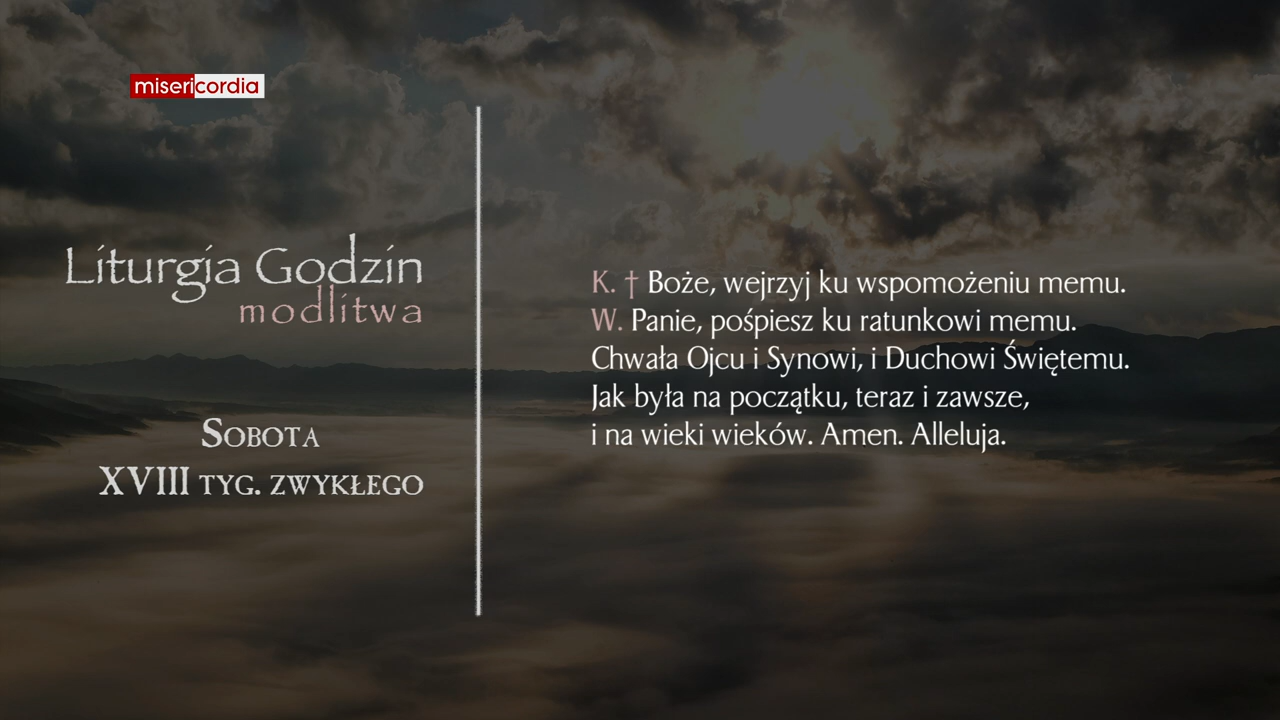 misericordia
Liturgia Godzin
modlitwa
Sobota
XVIII tyg. zwykłego
K. † Boże, wejrzyj ku wspomożeniu memu.
W. Panie, pośpiesz ku ratunkowi memu.
Chwała Ojcu i Synowi, i Duchowi Świętemu.
Jak była na początku, teraz i zawsze,
i na wieki wieków. Amen. Alleluja.